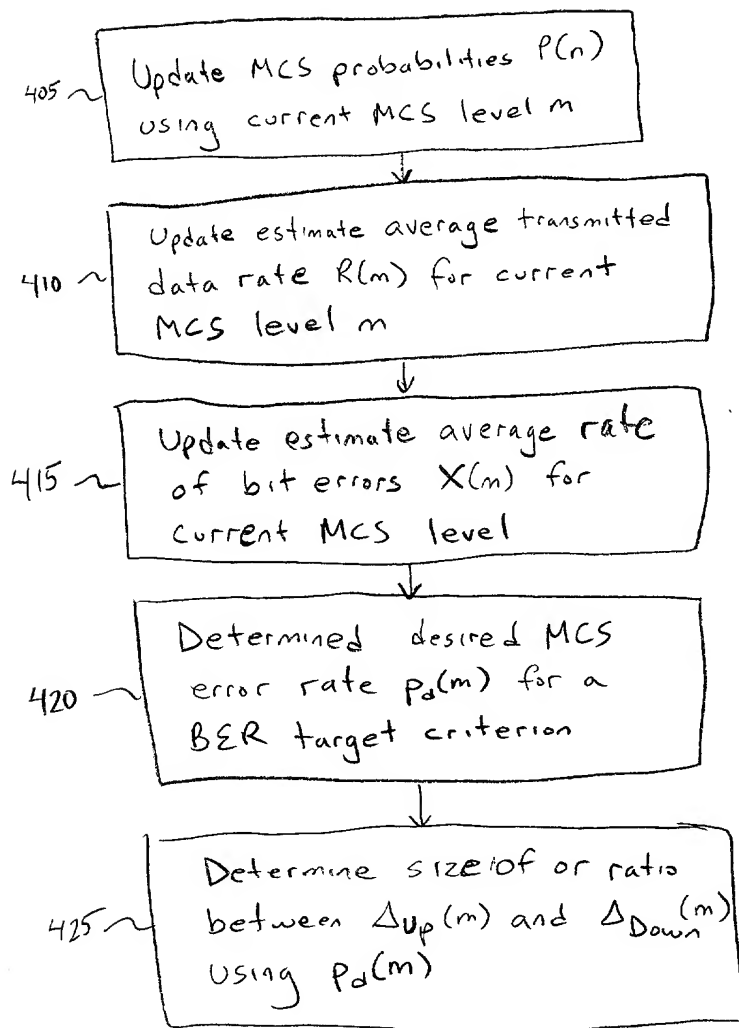 405
Update MCS probabilities P(n)
using current MCS level m
410
Update estimate average transmitted
data rate R(m) for current
MCS level m
415
Update estimate average rate
of bit errors X(m) for
current MCS level
420
Determined desired MCS
error rate pd(m) for a
BER target criterion
425
Determine size of or ratio
between ΔUp(m) and ΔDown(m)
using pd(m)